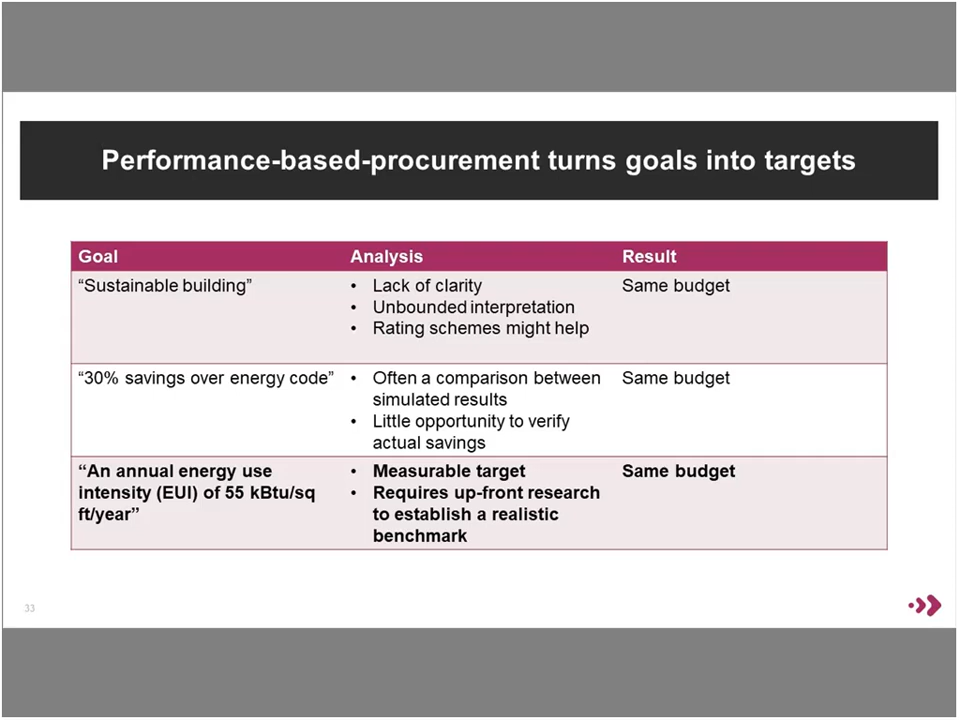 Performance-based-procurement turns goals into targets
Goal Analysis Result
“Sustainable building” • Lack of clarity Same budget
• Unbounded interpretation
• Rating schemes might help
“30% savings over energy code” • Often a comparison between Same budget
simulated results
• Little opportunity to verify
actual savings
“An annual energy use • Measurable target Same budget
intensity (EUI) of 55 kBtu/sq • Requires up-front research
ft/year” to establish a realistic
benchmark
33